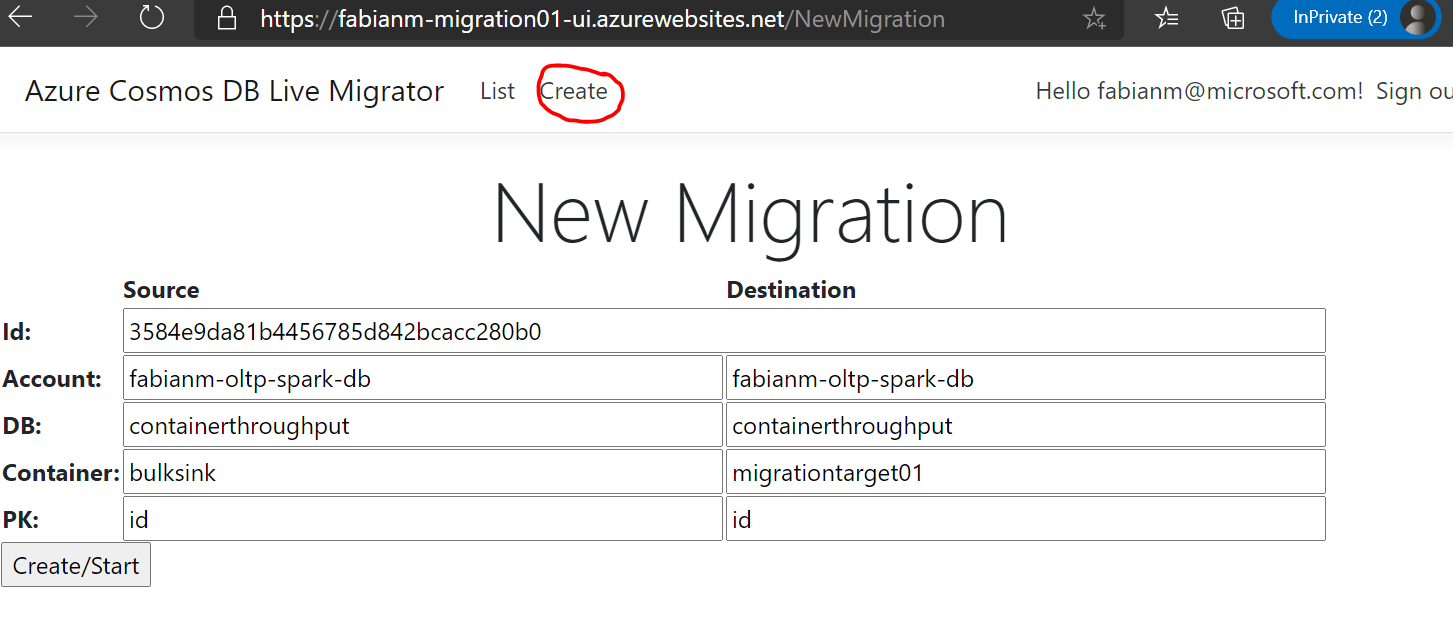 https://fabianm-migration01-ui.azurewebsites.net/NewMigration InPrivate (2)
Azure Cosmos DB Live Migrator List Create Hello fabianm@microsoft.com! Sign ou
New Migration
Source Destination
Id: 3584e9da81b4456785d842bcacc280b0
Account: fabianm-oltp-spark-db fabianm-oltp-spark-db
DB: containerthroughput containerthroughput
Container: bulksink migrationtarget01
PK: id id
Create/Start